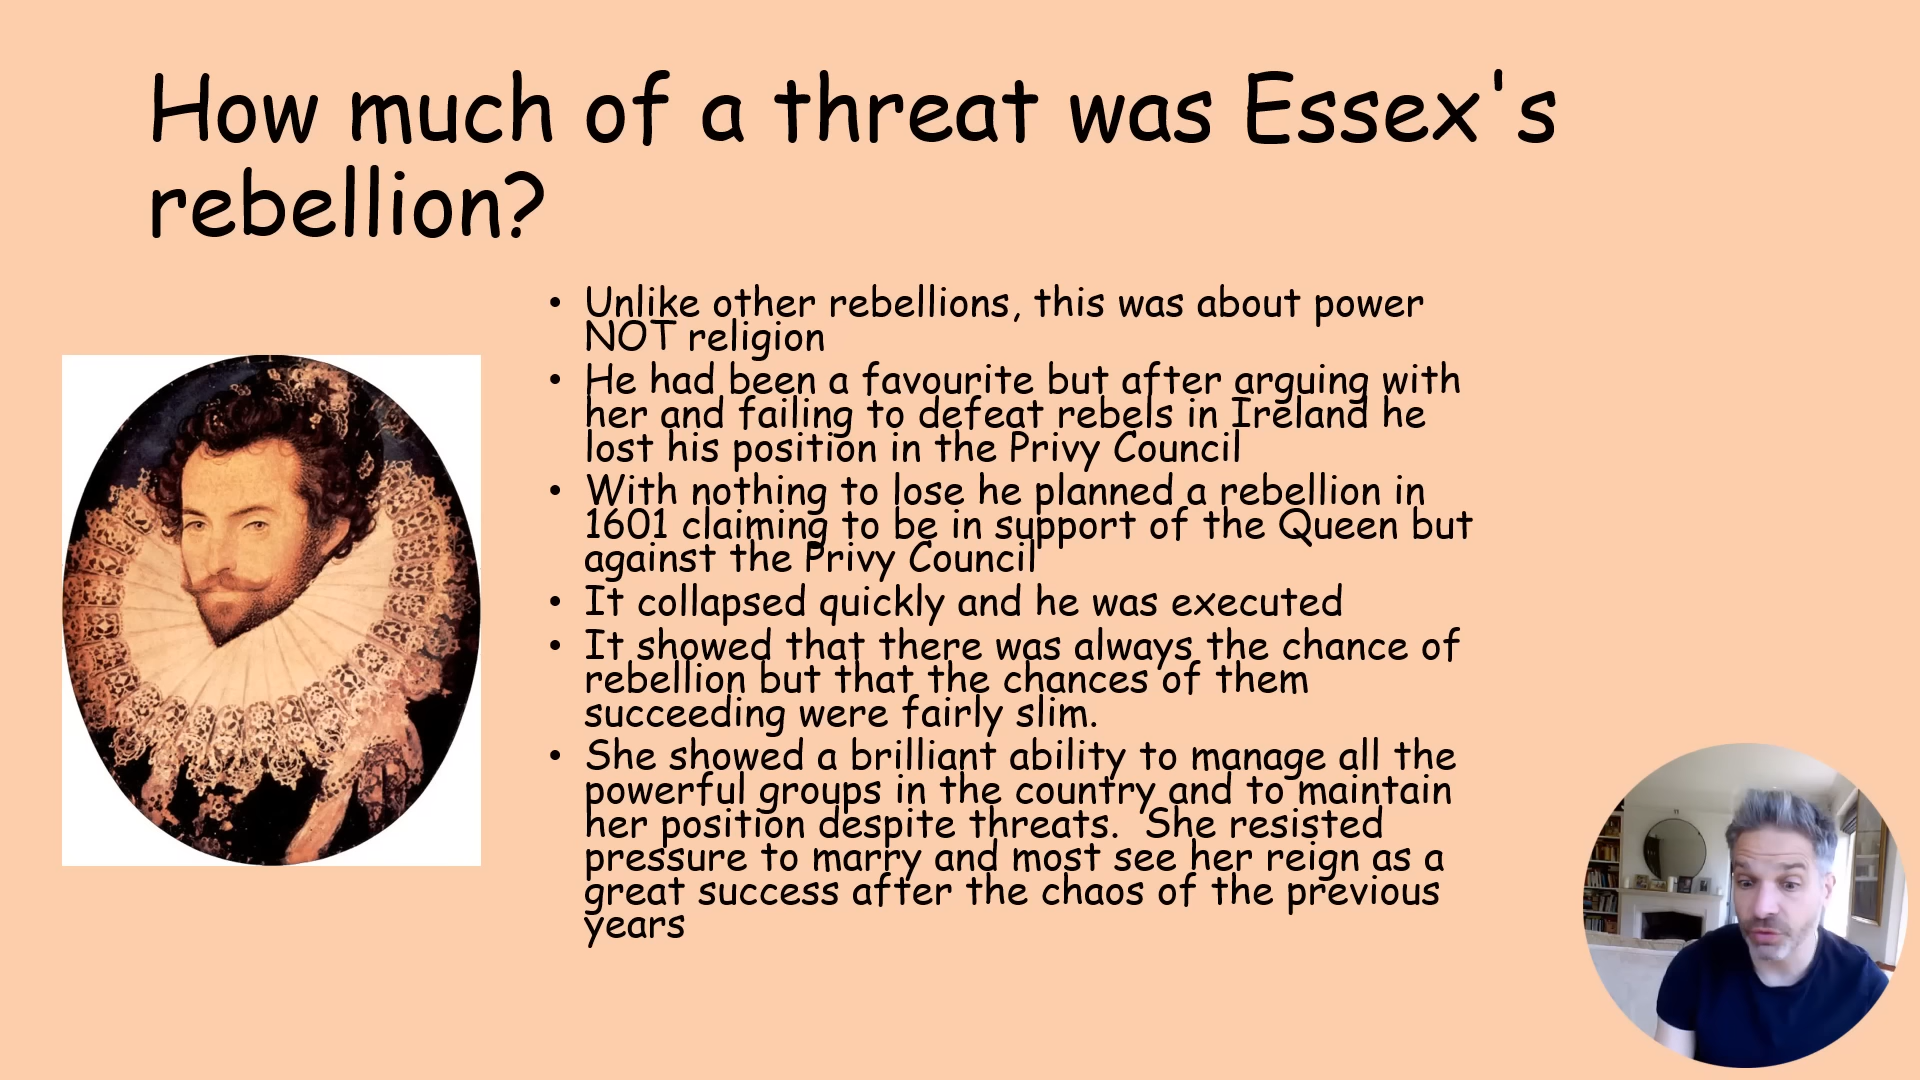 How much of a threat was Essex's
rebellion?
• Unlike other rebellions, this was about power
NOT religion
• He had been a favourite but after arguing with
her and failing to defeat rebels in Ireland he
lost his position in the Privy Council
• With nothing to lose he planned a rebellion in
1601 claiming to be in support of the Queen but
against the Privy Council
• It collapsed quickly and he was executed
• It showed that there was always the chance of
rebellion but that the chances of them
succeeding were fairly slim.
• She showed a brilliant ability to manage all the
powerful groups in the country and to maintain
her position despite threats.  She resisted
pressure to marry and most see her reign as a
great success after the chaos of the previous
years